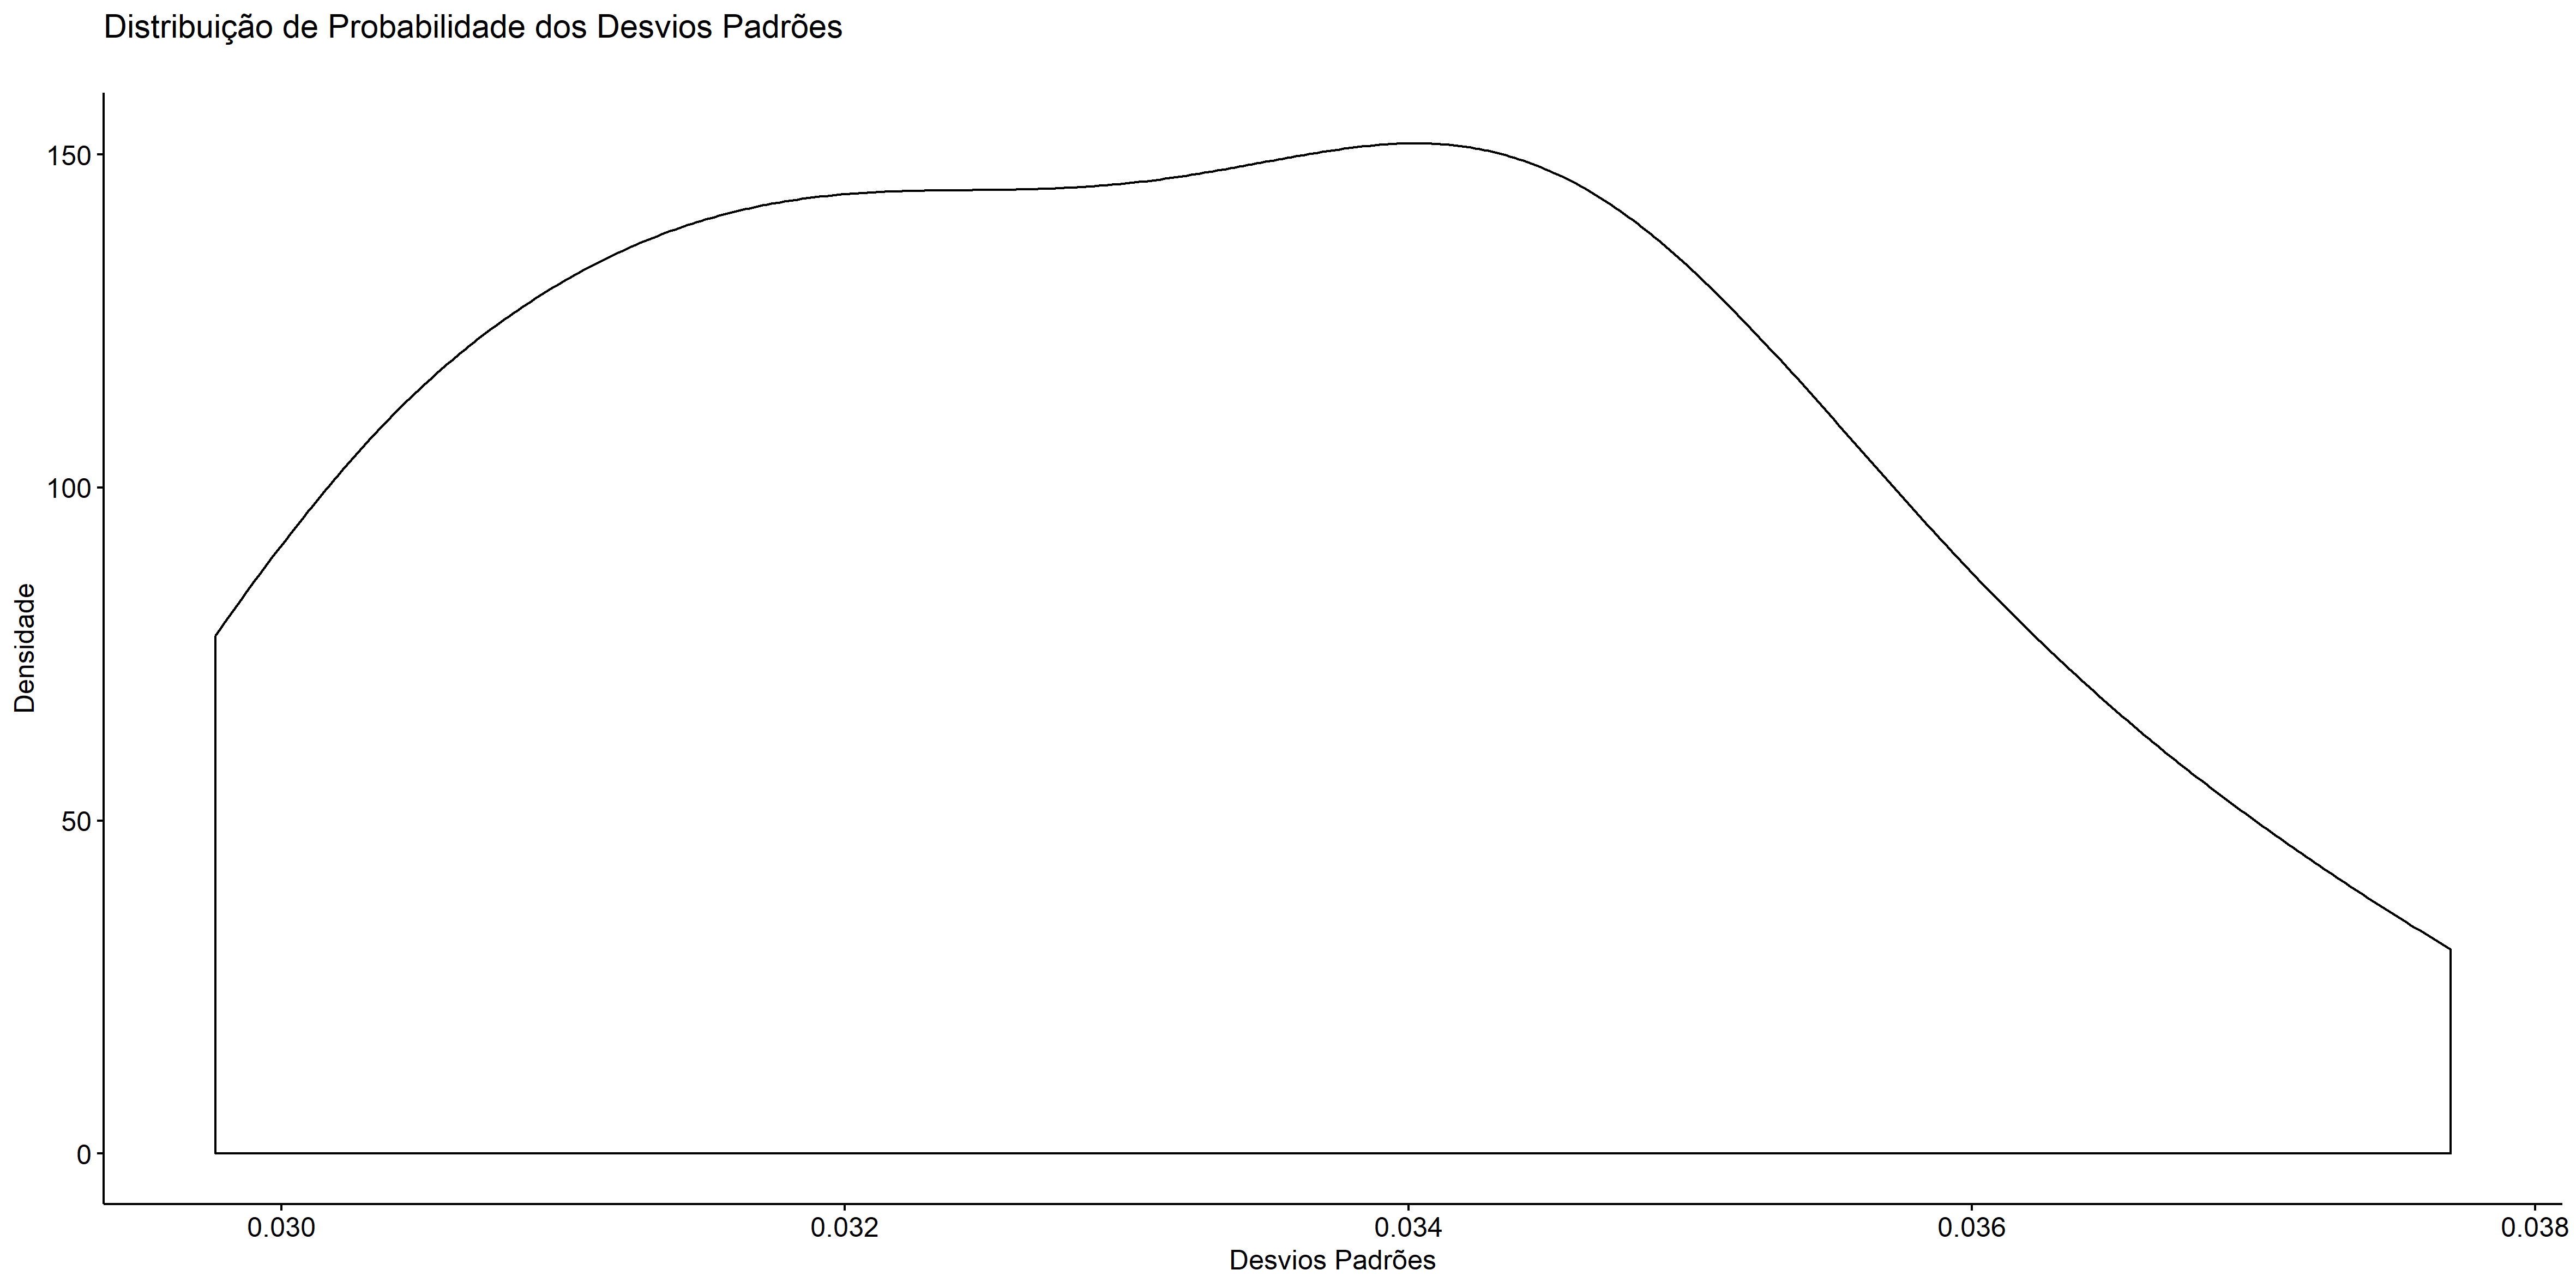 Distribuição de Probabilidade dos Desvios Padrões
150
100
50
0
Densidade
0.030 0.032 0.034 0.036 0.038
Desvios Padrões